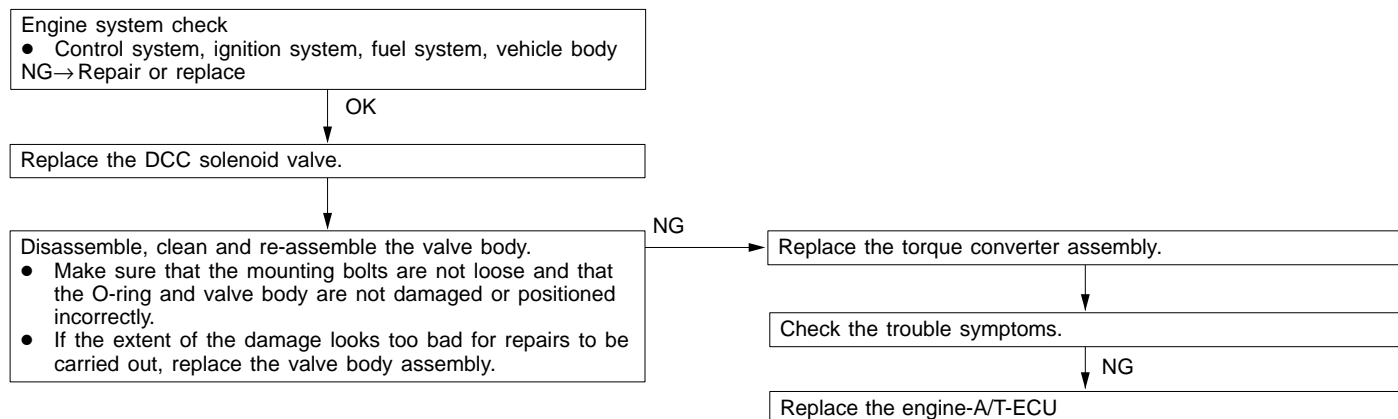 Engine system check
● Control system, ignition system, fuel system, vehicle body
NG→Repair or replace
OK
Replace the DCC solenoid valve.
Disassemble, clean and re-assemble the valve body.
● Make sure that the mounting bolts are not loose and that
the O-ring and valve body are not damaged or positioned
incorrectly.
● If the extent of the damage looks too bad for repairs to be
carried out, replace the valve body assembly.
NG
Replace the torque converter assembly.
Check the trouble symptoms.
NG
Replace the engine-A/T-ECU